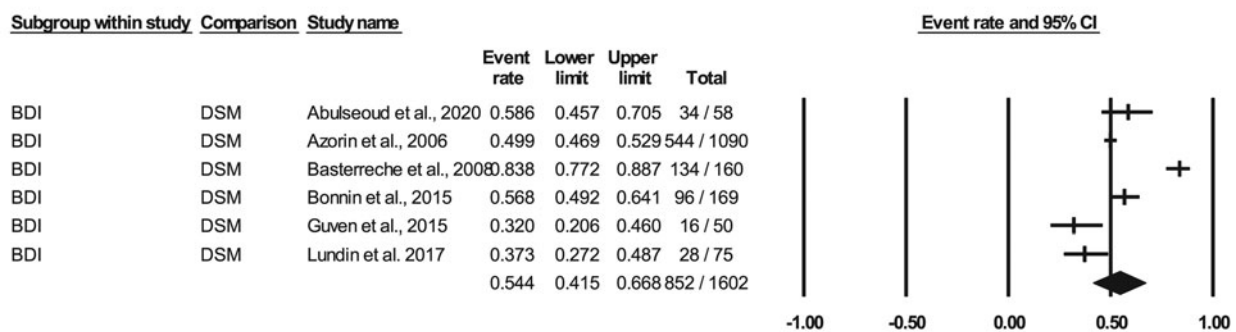 Subgroup within study Comparison Study name Event rate and 95% CI
Event Lower Upper
rate limit limit Total
BDI DSM Abulseoud et al., 2020 0.586 0.457 0.705 34 / 58
BDI DSM Azorin et al., 2006 0.499 0.469 0.529 544 / 1090
BDI DSM Basterreche et al., 2008 0.838 0.772 0.887 134 / 160
BDI DSM Bonnin et al., 2015 0.568 0.492 0.641 96 / 169
BDI DSM Guven et al., 2015 0.320 0.206 0.460 16 / 50
BDI DSM Lundin et al. 2017 0.373 0.272 0.487 28 / 75
0.544 0.415 0.668 852 / 1602
-1.00 -0.50 0.00 0.50 1.00